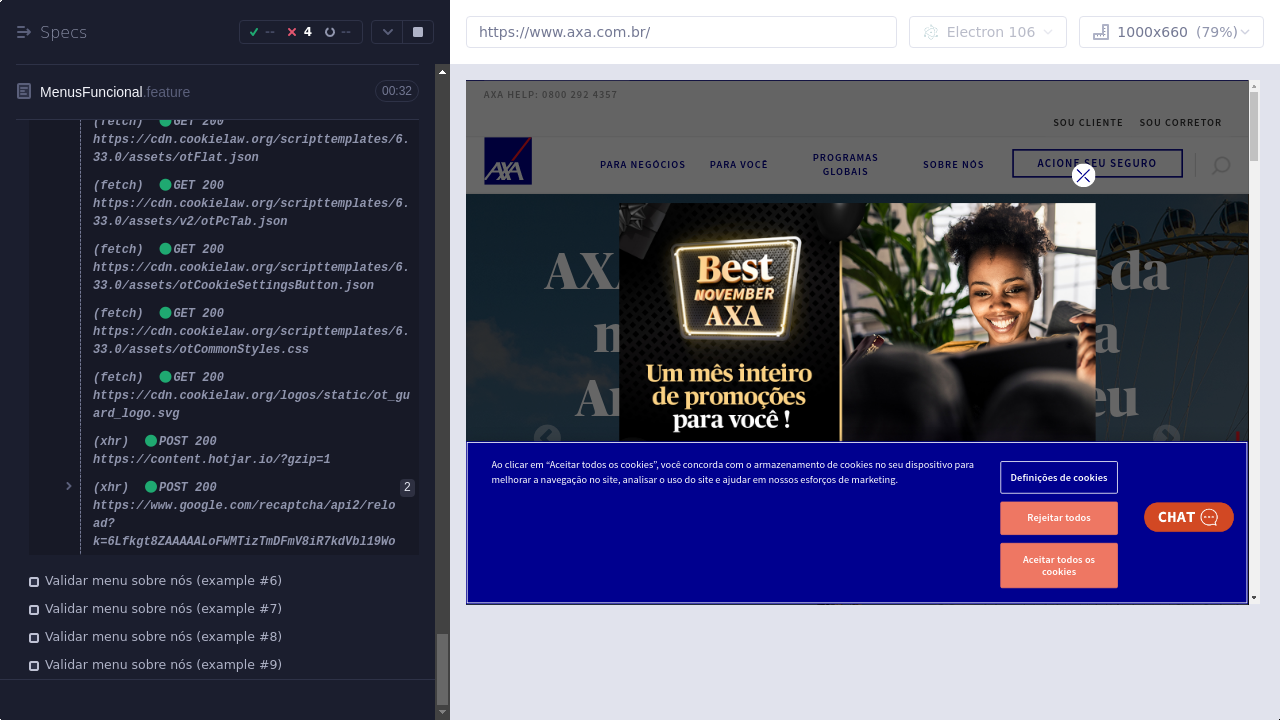 Specs
--
4
--
https://www.axa.com.br/
Electron 106
1000x660 (79%)
MenusFuncional.feature
00:32
(fetch) GET 200
https://cdn.cookielaw.org/scripttemplates/6.
33.0/assets/otFlat.json
(fetch) GET 200
https://cdn.cookielaw.org/scripttemplates/6.
33.0/assets/v2/otPcTab.json
(fetch) GET 200
https://cdn.cookielaw.org/scripttemplates/6.
33.0/assets/otCookieSettingsButton.json
(fetch) GET 200
https://cdn.cookielaw.org/scripttemplates/6.
33.0/assets/otCommonStyles.css
(fetch) GET 200
https://cdn.cookielaw.org/logos/static/ot_gu
ard_logo.svg
(xhr) POST 200
https://content.hotjar.io/?gzip=1
(xhr) POST 200
2
https://www.google.com/recaptcha/api2/relo
ad?
k=6Lfkgt8ZAAAAALoFWMTizTmDFmV8iR7kdVbl19Wo
Validar menu sobre nós (example #6)
Validar menu sobre nós (example #7)
Validar menu sobre nós (example #8)
Validar menu sobre nós (example #9)
AXA HELP: 0800 292 4357
SOU CLIENTE SOU CORRETOR
AXA
PARA NEGÓCIOS
PARA VOCÊ
PROGRAMAS
GLOBAIS
SOBRE NÓS
ACIONE SEU SEGURO
AX
da
Best
NOVEMBER
AXA
Um mês inteiro
de promoções
para você !
Ao clicar em “Aceitar todos os cookies”, você concorda com o armazenamento de cookies no seu dispositivo para
melhorar a navegação no site, analisar o uso do site e ajudar em nossos esforços de marketing.
Definições de cookies
Rejeitar todos
Aceitar todos os
cookies
CHAT